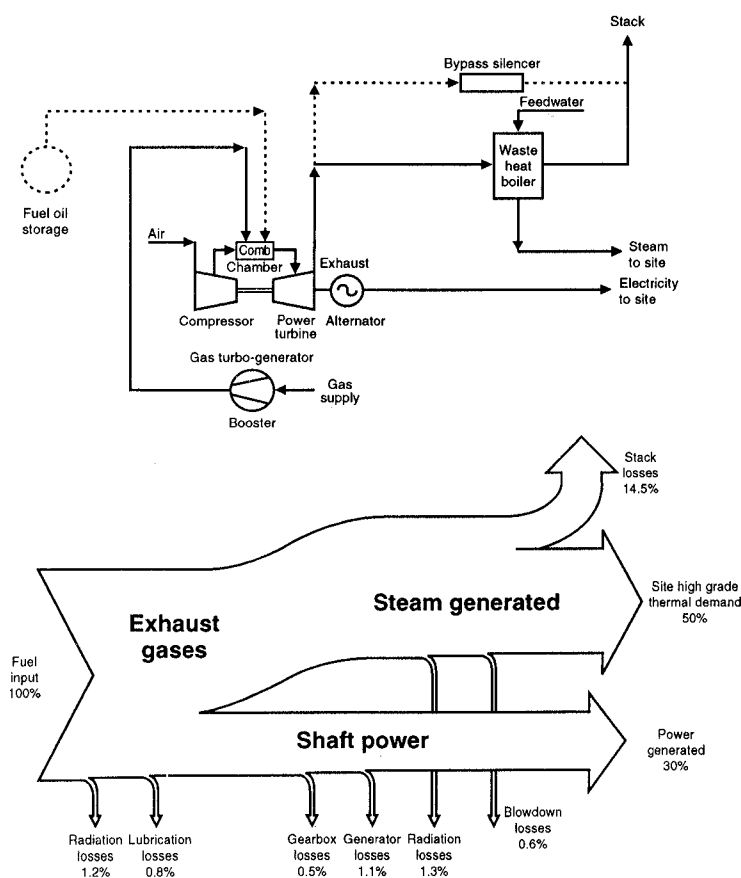 Stack
Bypass silencer
Feedwater
Waste
heat
boiler
Fuel oil
storage
Air
Comb
Chamber
Exhaust
Steam
to site
Electricity
to site
Compressor
Power
turbine
Alternator
Gas turbo-generator
Gas
supply
Booster
Stack
losses
14.5%
Steam generated
Site high grade
thermal demand
50%
Exhaust
gases
Fuel
input
100%
Shaft power
Power
generated
30%
Radiation
losses
1.2%
Lubrication
losses
0.8%
Gearbox
losses
0.5%
Generator
losses
1.1%
Radiation
losses
1.3%
Blowdown
losses
0.6%